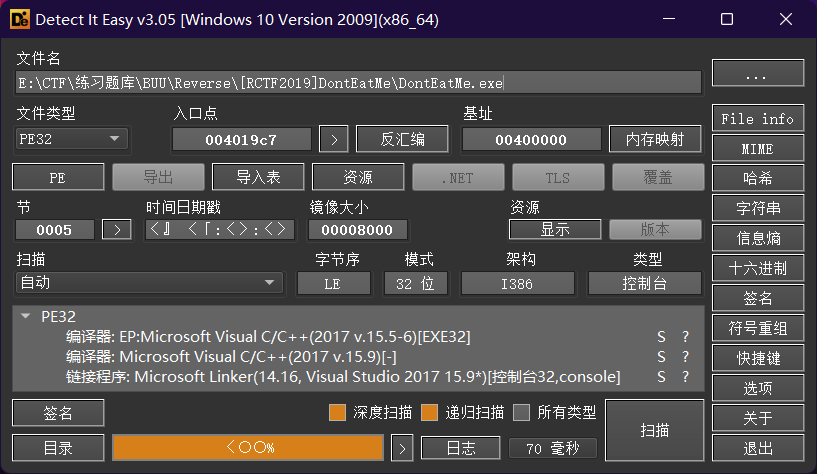 Detect It Easy v3.05 [Windows 10 Version 2009](x86_64)
文件名
E:\CTF\练习题库\BUU\Reverse\[RCTF2019]DontEatMe\DontEatMe.exe
...
文件类型 入口点 基址
PE32 004019c7 > 反汇编 00400000 内存映射
File info
MIME
PE 导出 导入表 资源 .NET TLS 覆盖
哈希
节 时间日期戳 镜像大小 资源
字符串
0005 > 00008000 显示 版本
信息熵
扫描 字节序 模式 架构 类型
十六进制
自动 LE 32 位 I386 控制台
签名
PE32
符号重组
编译器: EP:Microsoft Visual C/C++(2017 v.15.5-6)[EXE32] S ?
编译器: Microsoft Visual C/C++(2017 v.15.9)[-] S ?
快捷键
链接程序: Microsoft Linker(14.16, Visual Studio 2017 15.9*)[控制台32,console] S ?
选项
签名 深度扫描 递归扫描 所有类型 扫描
关于
目录 <〇〇% > 日志 70 毫秒
退出